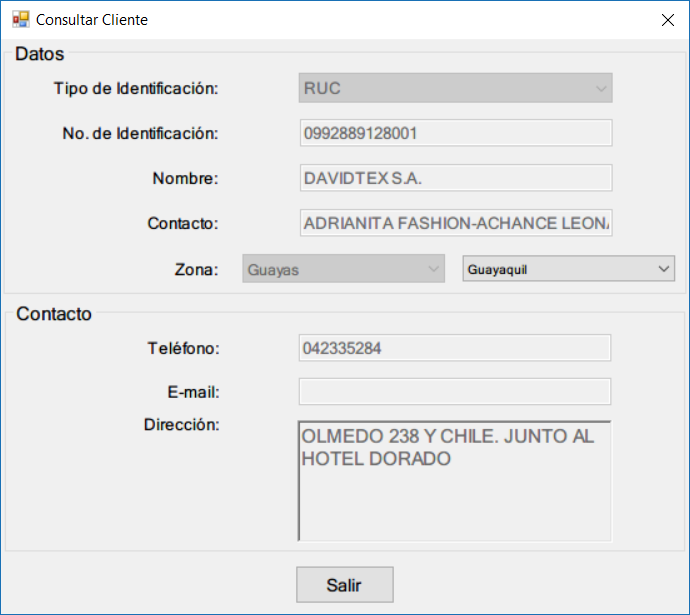 Consultar Cliente
Datos
Tipo de Identificación: RUC
No. de Identificación: 0992889128001
Nombre: DAVIDTEX S.A.
Contacto: ADRIANITA FASHION-ACHANCE LEON
Zona: Guayas Guayaquil
Contacto
Teléfono: 042335284
E-mail:
Dirección: OLMEDO 238 Y CHILE. JUNTO AL
HOTEL DORADO
Salir